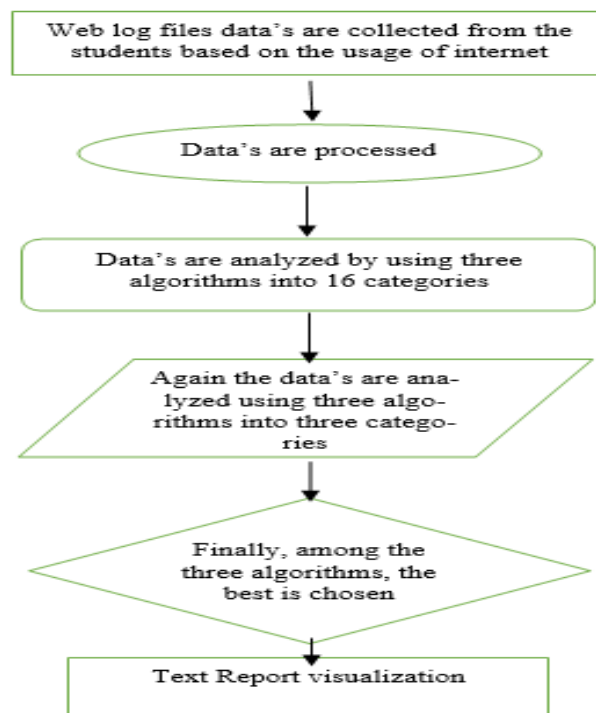 Web log files data's are collected from the
students based on the usage of internet
Data's are processed
Data's are analyzed by using three
algorithms into 16 categories
Again the data's are ana-
lyzed using three algo-
rithms into three catego-
ries
Finally, among the
three algorithms, the
best is chosen
Text Report visualization